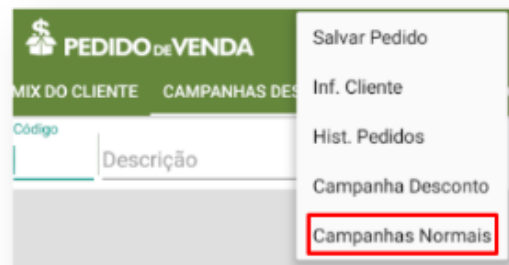 PEDIDO DE VENDA
MIX DO CLIENTE CAMPANHAS DES
Código
Descrição
Salvar Pedido
Inf. Cliente
Hist. Pedidos
Campanha Desconto
Campanhas Normais